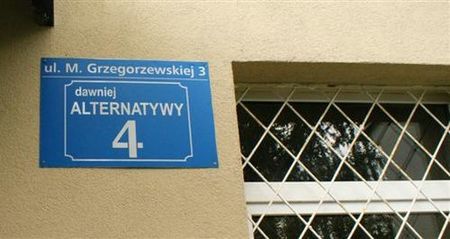 ul. M. Grzegorzewskiej 3
dawniej
ALTERNATYWY
4